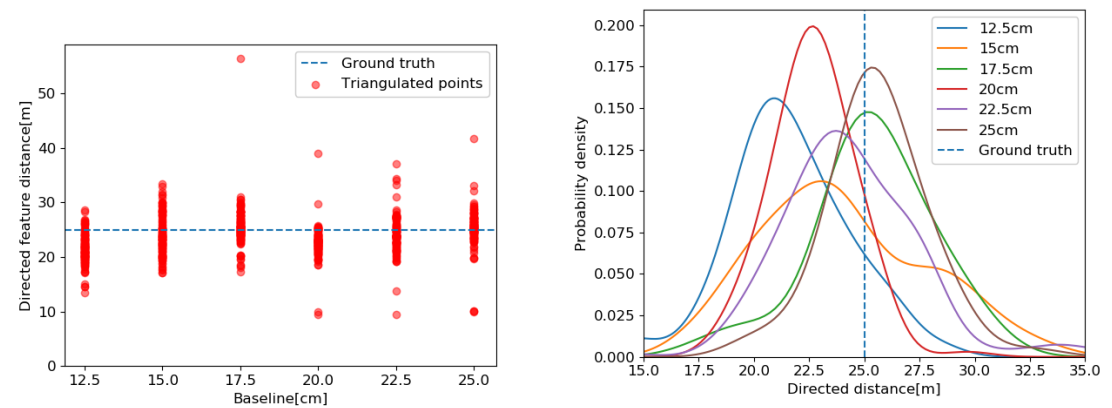 Ground truth
Triangulated points
Directed feature distance[m]
50
40
30
20
10
0
12.5 15.0 17.5 20.0 22.5 25.0
Baseline[cm]
12.5cm
15cm
17.5cm
20cm
22.5cm
25cm
Ground truth
Probability density
0.200
0.175
0.150
0.125
0.100
0.075
0.050
0.025
0.000
15.0 17.5 20.0 22.5 25.0 27.5 30.0 32.5 35.0
Directed distance[m]